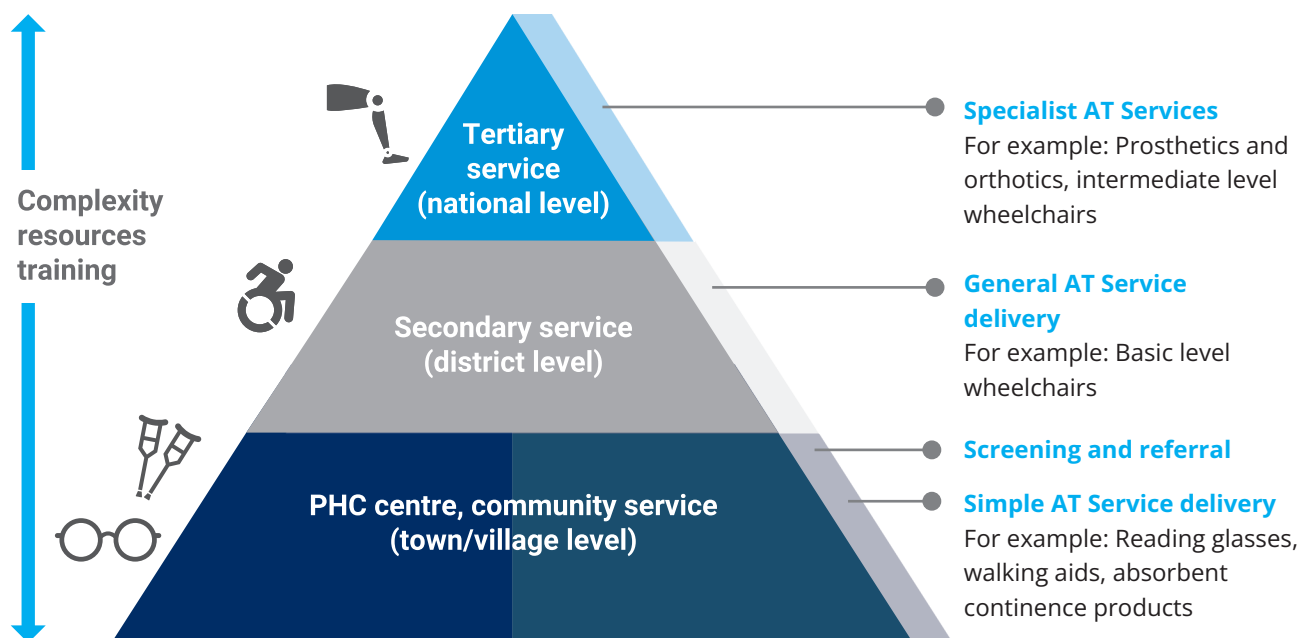 Complexity
resources
training
Tertiary
service
(national level)
Secondary service
(district level)
PHC centre, community service
(town/village level)
Specialist AT Services
For example: Prosthetics and
orthotics, intermediate level
wheelchairs
General AT Service
delivery
For example: Basic level
wheelchairs
Screening and referral
Simple AT Service delivery
For example: Reading glasses,
walking aids, absorbent
continence products